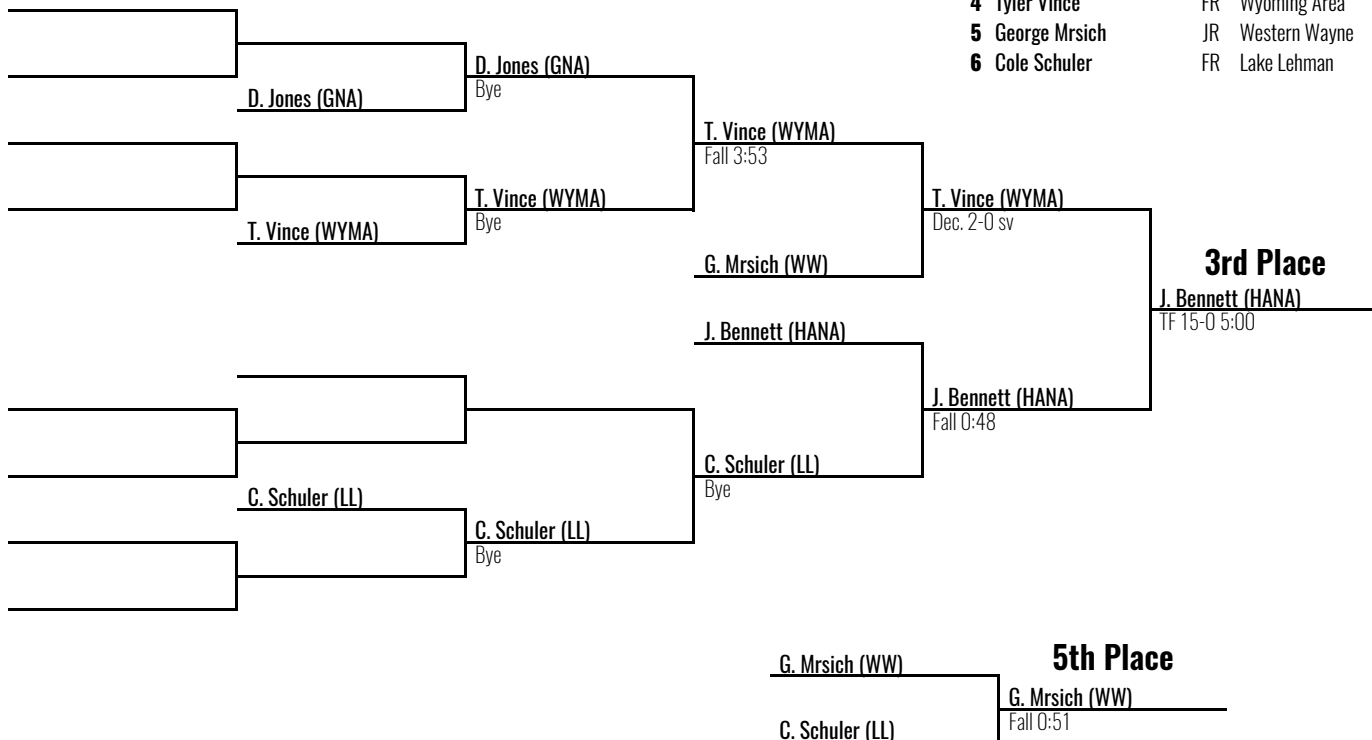 4 Tyler Vince FR Wyoming Area
5 George Mrsich JR Western Wayne
6 Cole Schuler FR Lake Lehman
D. Jones (GNA)
Bye
D. Jones (GNA)
T. Vince (WYMA)
Fall 3:53
T. Vince (WYMA)
Bye
T. Vince (WYMA)
T. Vince (WYMA)
Dec. 2-0 sv
G. Mrsich (WW)
3rd Place
J. Bennett (HANA)
TF 15-0 5:00
J. Bennett (HANA)
J. Bennett (HANA)
Fall 0:48
C. Schuler (LL)
Bye
C. Schuler (LL)
C. Schuler (LL)
Bye
5th Place
G. Mrsich (WW)
G. Mrsich (WW)
Fall 0:51
C. Schuler (LL)